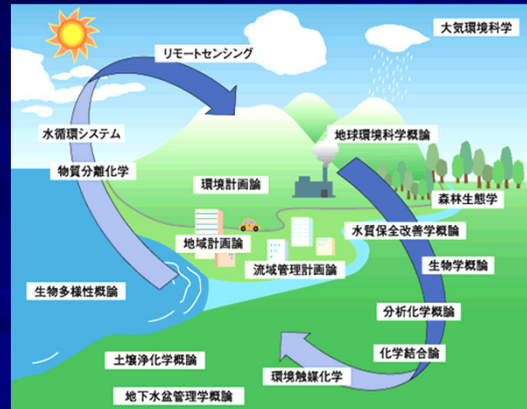 大気環境科学
リモートセンシング
水循環システム
地球環境科学概論
物質分離化学
環境計画論
森林生態学
水質保全改善学概論
地域計画論
流域管理計画論
生物学概論
生物多様性概論
分析化学概論
化学結合論
土壌浄化学概論
環境触媒化学
地下水盆管理学概論